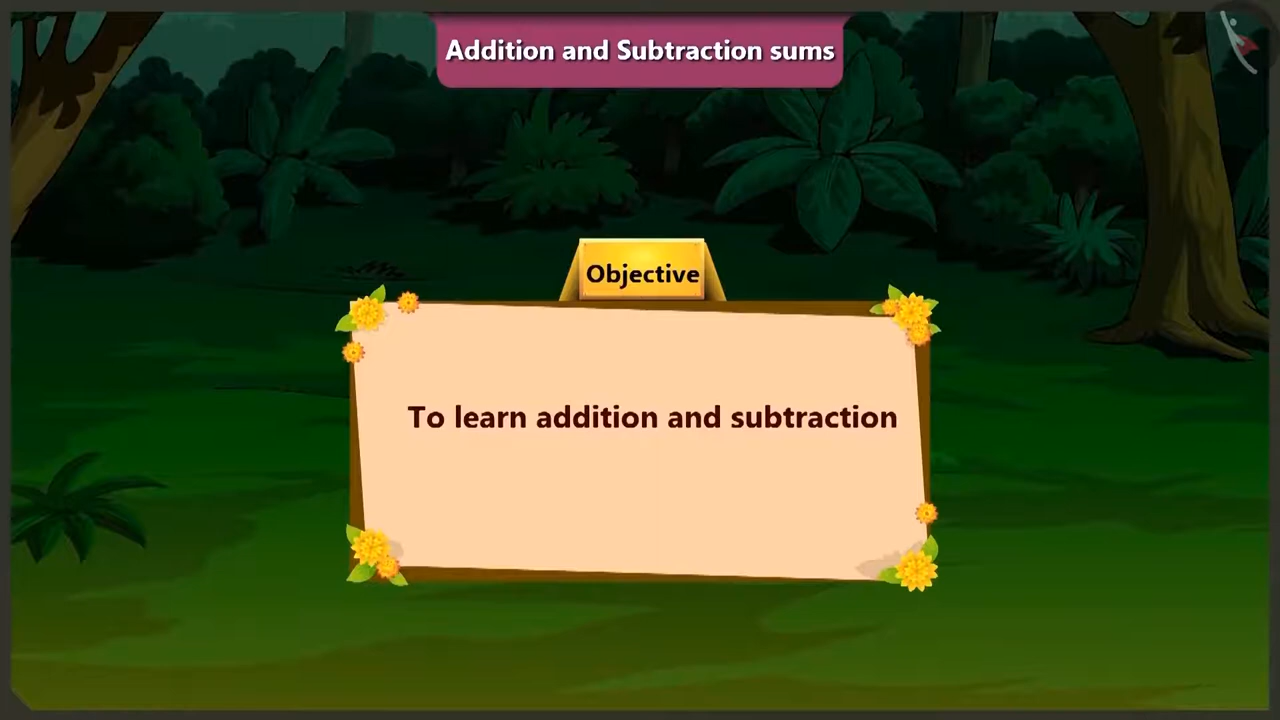 Addition and Subtraction sums
Objective
To learn addition and subtraction